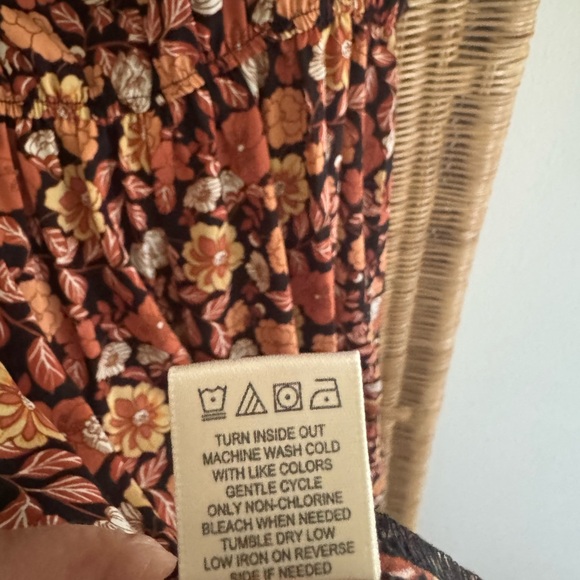 TURN INSIDE OUT
MACHINE WASH COLD
WITH LIKE COLORS
GENTLE CYCLE
ONLY NON-CHLORINE
BLEACH WHEN NEEDED
TUMBLE DRY LOW
LOW IRON ON REVERSE
SIDE IF NEEDED